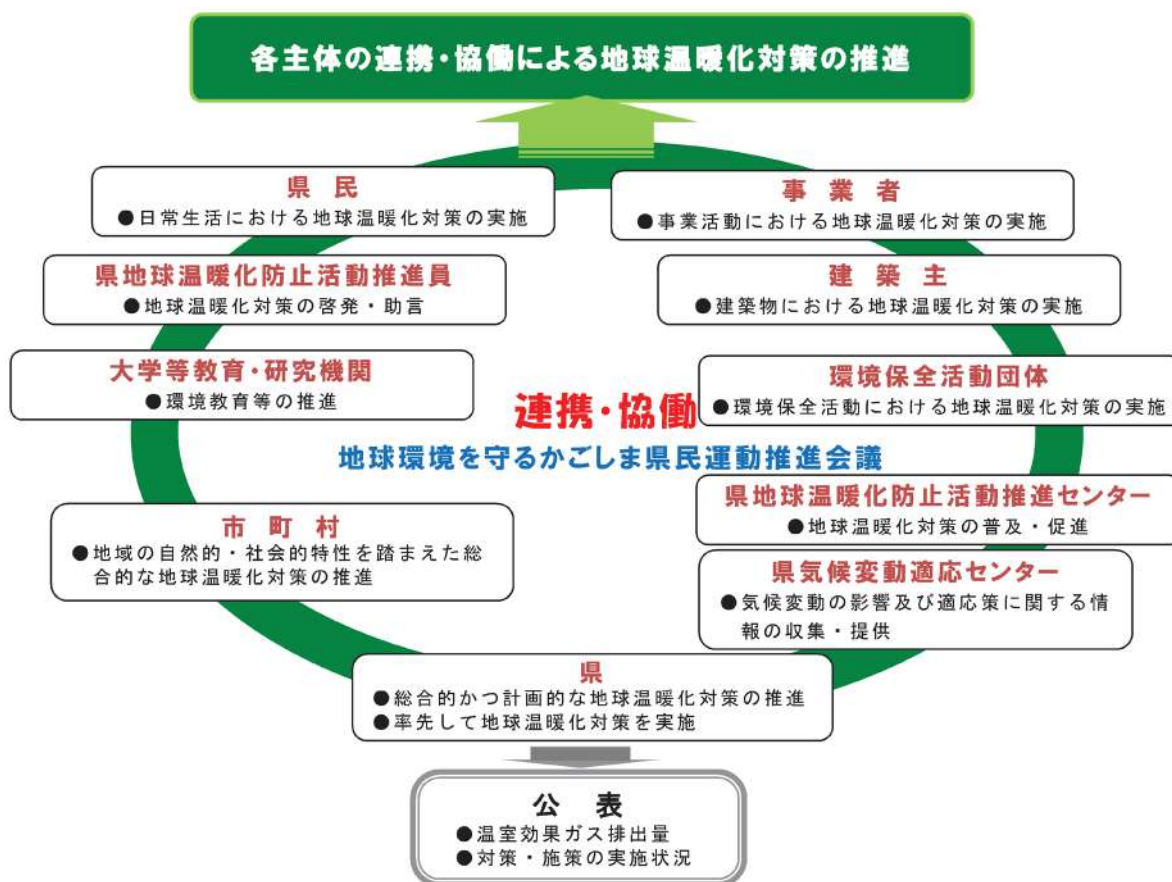 各主体の連携・協働による地球温暖化対策の推進
県民
●日常生活における地球温暖化対策の実施
事業者
●事業活動における地球温暖化対策の実施
県地球温暖化防止活動推進員
●地球温暖化対策の啓発・助言
建築主
●建築物における地球温暖化対策の実施
大学等教育・研究機関
●環境教育等の推進
環境保全活動団体
●環境保全活動における地球温暖化対策の実施
連携・協働
地球環境を守るかごしま県民運動推進会議
県地球温暖化防止活動推進センター
●地球温暖化対策の普及・促進
市町村
●地域の自然的・社会的特性を踏まえた総
合的な地球温暖化対策の推進
県気候変動適応センター
●気候変動の影響及び適応策に関する情
報の収集・提供
県
●総合的かつ計画的な地球温暖化対策の推進
●率先して地球温暖化対策を実施
公表
●温室効果ガス排出量
●対策・施策の実施状況